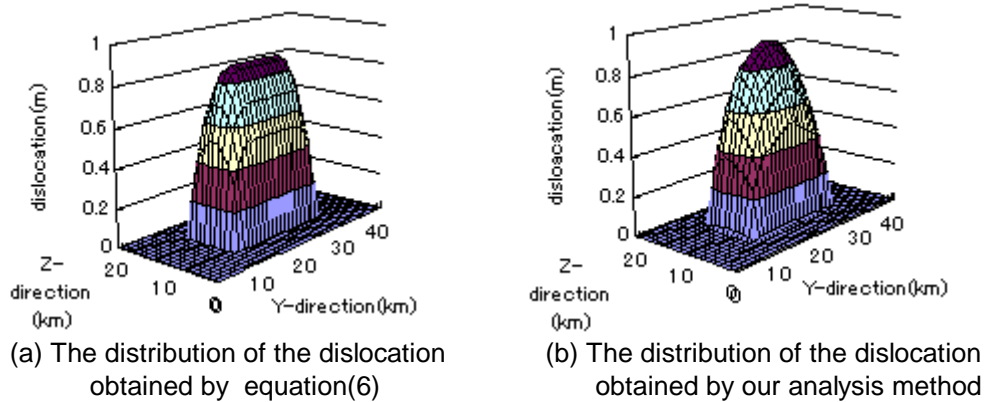 1
0.8
0.6
0.4
0.2
0
dislocation(m)
20
10
0
Z-
direction
(km)
10
20
30
40
Y-direction(km)
(a) The distribution of the dislocation
obtained by equation(6)
1
0.8
0.6
0.4
0.2
0
disloacation(m)
20
10
0
Z-
direction
(km)
10
20
30
40
Y-direction(km)
(b) The distribution of the dislocation
obtained by our analysis method